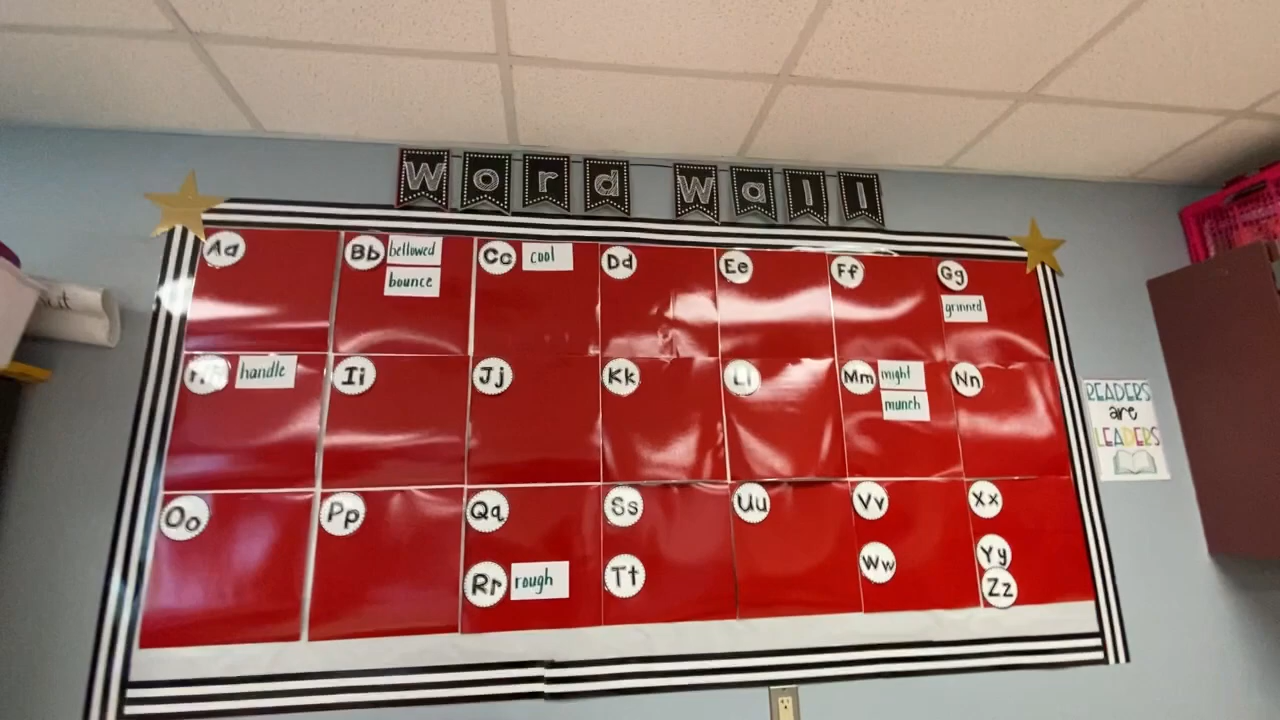 Word Wall
Aa
Bb bellowed
bounce
Cc cool
Dd
Ee
Ff
Gg
grinned
handle
Ii
Jj
Kk
Ll
Mm might
munch
Nn
Oo
Pp
Qq
Rr rough
Ss
Tt
Uu
Vv
Ww
Xx
Yy
Zz
READERS
are
LEADERS